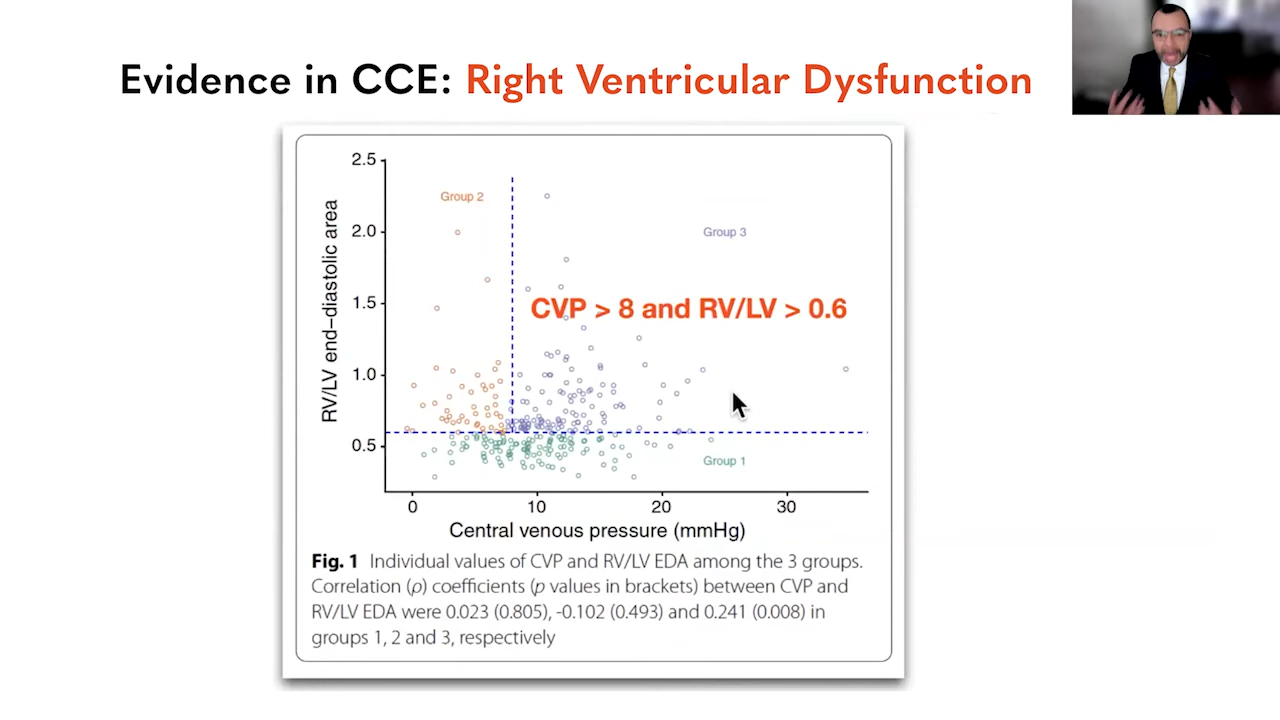 Evidence in CCE: Right Ventricular Dysfunction
2.5
2.0
1.5
1.0
0.5
RV/LV end–diastolic area
Group 2
Group 3
CVP > 8 and RV/LV > 0.6
Group 1
0 10 20 30
Central venous pressure (mmHg)
Fig. 1 Individual values of CVP and RV/LV EDA among the 3 groups.
Correlation (ρ) coefficients (p values in brackets) between CVP and
RV/LV EDA were 0.023 (0.805), -0.102 (0.493) and 0.241 (0.008) in
groups 1, 2 and 3, respectively